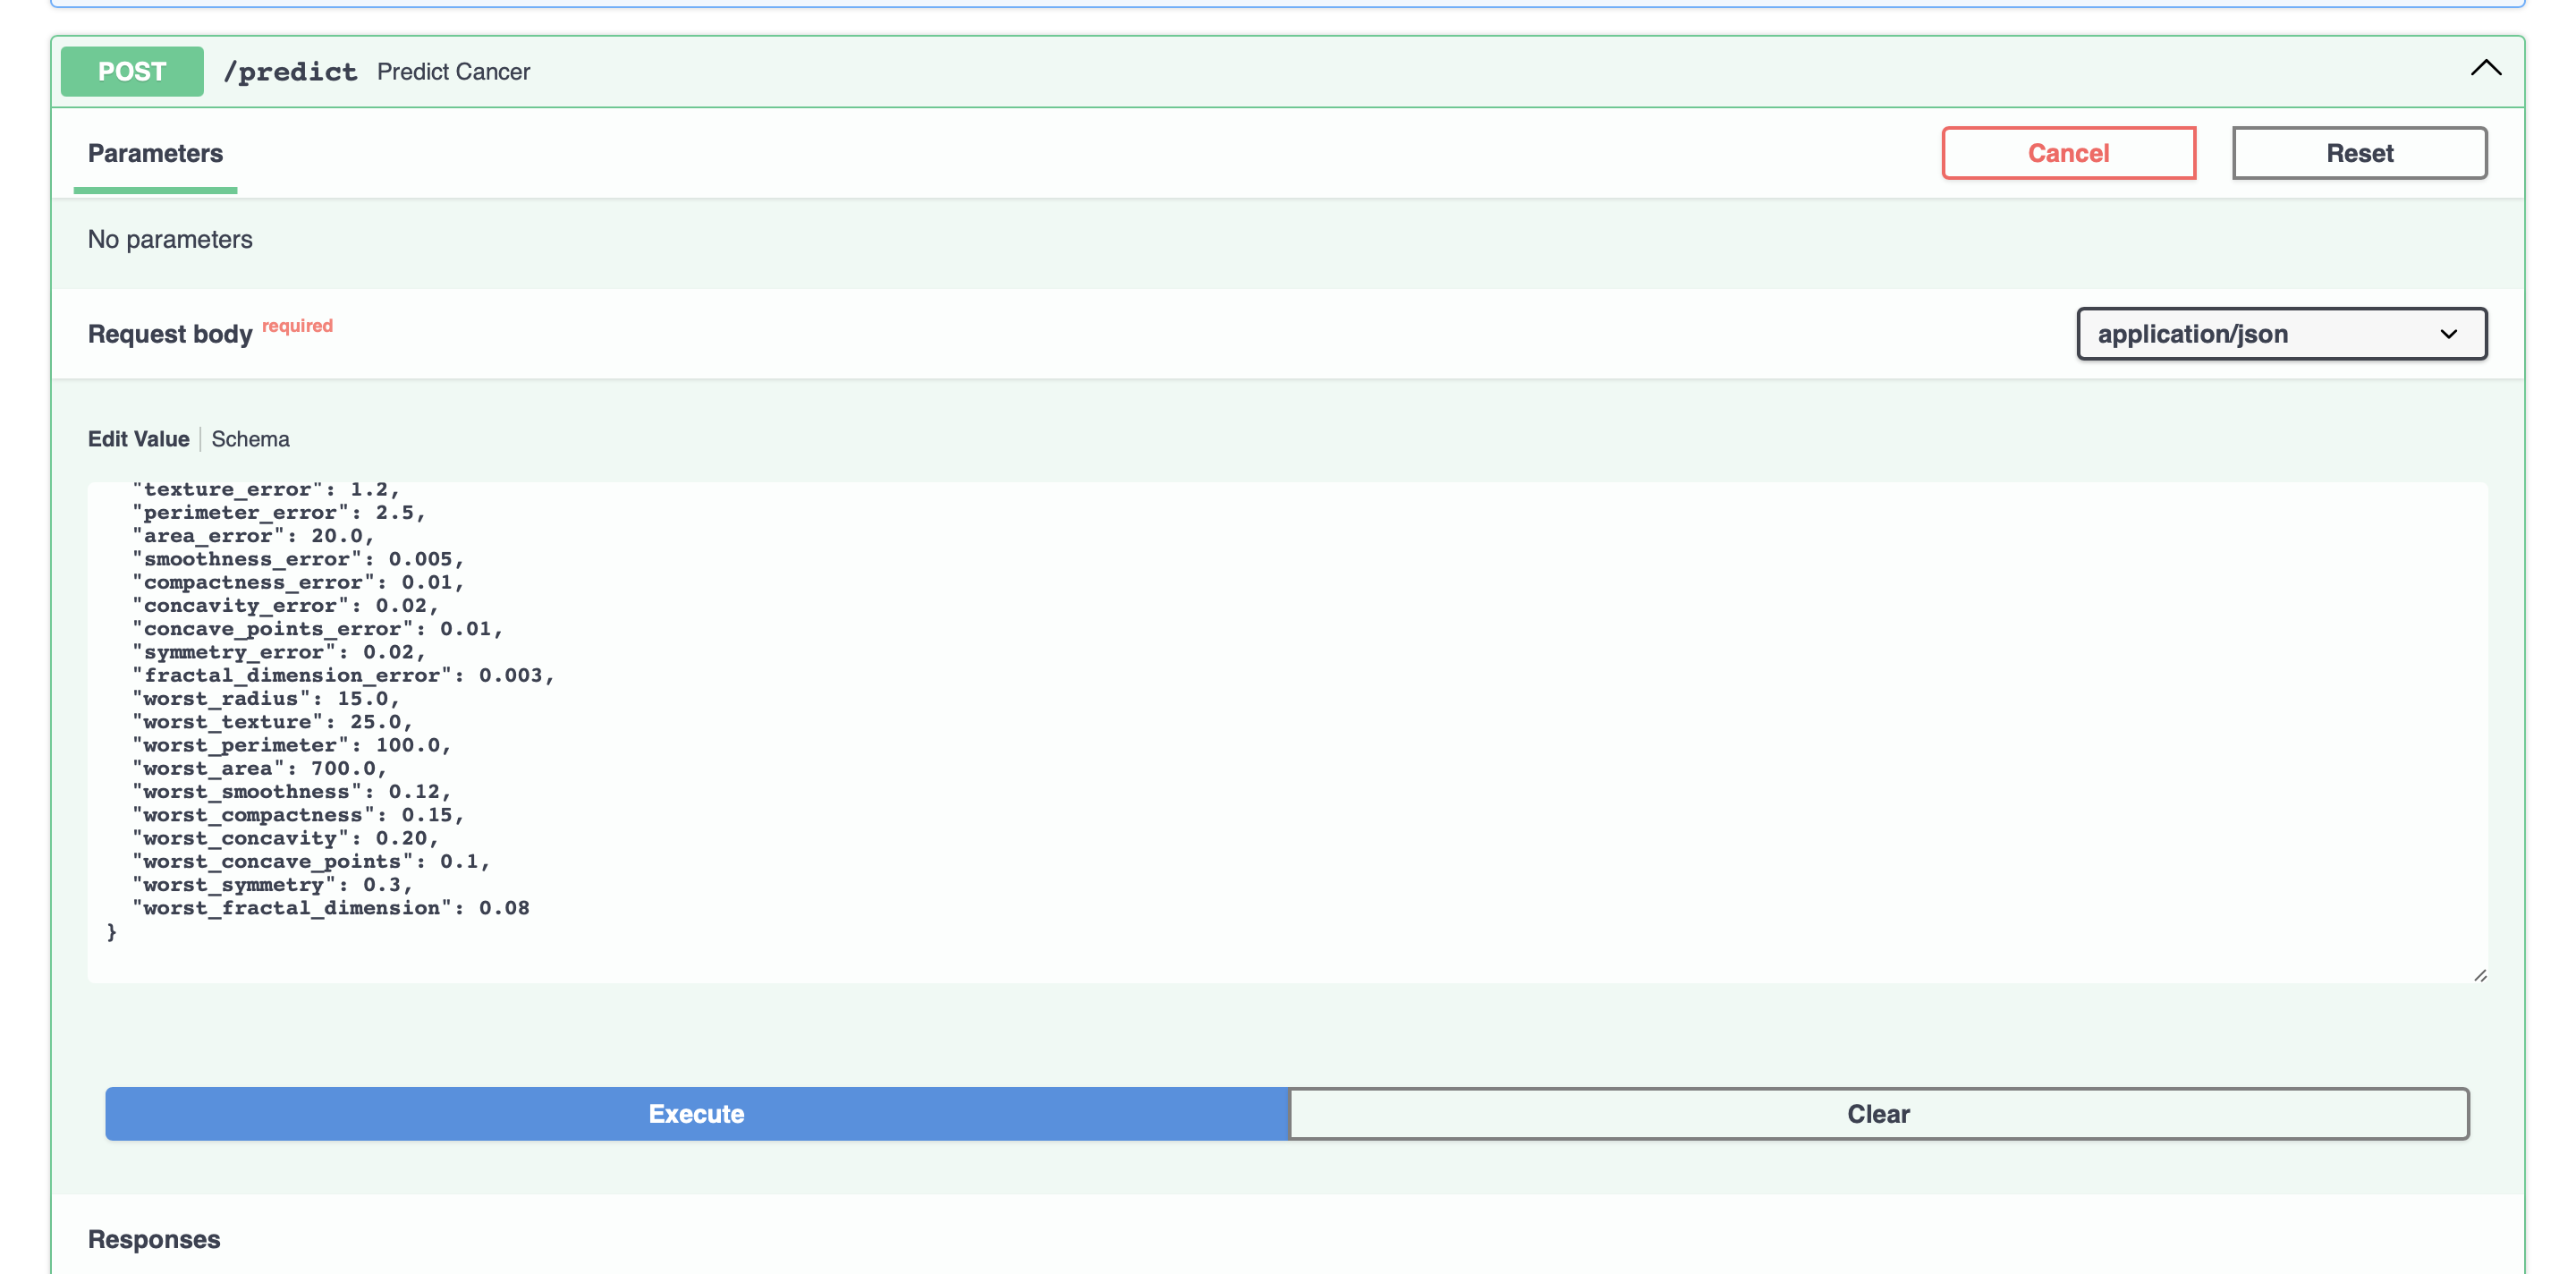 POST /predict Predict Cancer
Parameters
Cancel
Reset
No parameters
Request body required
application/json
Edit Value | Schema
"texture_error": 1.2,
"perimeter_error": 2.5,
"area_error": 20.0,
"smoothness_error": 0.005,
"compactness_error": 0.01,
"concavity_error": 0.02,
"concave_points_error": 0.01,
"symmetry_error": 0.02,
"fractal_dimension_error": 0.003,
"worst_radius": 15.0,
"worst_texture": 25.0,
"worst_perimeter": 100.0,
"worst_area": 700.0,
"worst_smoothness": 0.12,
"worst_compactness": 0.15,
"worst_concavity": 0.20,
"worst_concave_points": 0.1,
"worst_symmetry": 0.3,
"worst_fractal_dimension": 0.08
}
Execute
Clear
Responses